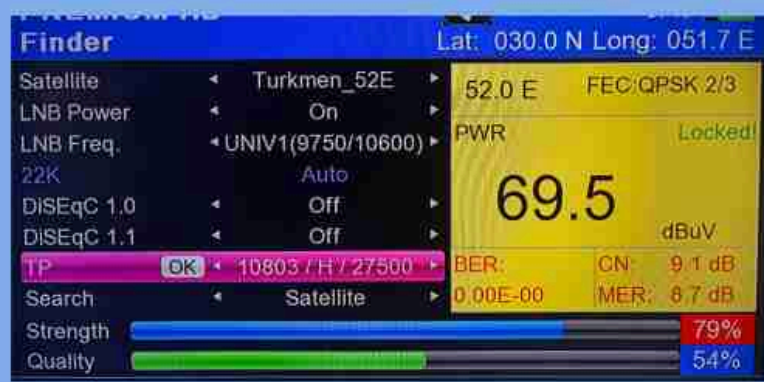 Finder
Lat: 030.0 N Long: 051.7 E
Satellite Turkmen_52E
LNB Power On
LNB Freq. UNIV1(9750/10600)
22K Auto
DiSEqC 1.0 Off
DiSEqC 1.1 Off
TP OK 10803 / H / 27500
Search Satellite
52.0 E FEC:QPSK 2/3
PWR Locked!
69.5
dBuV
BER: CN: 9.1 dB
0.00E-00 MER: 8.7 dB
Strength 79%
Quality 54%